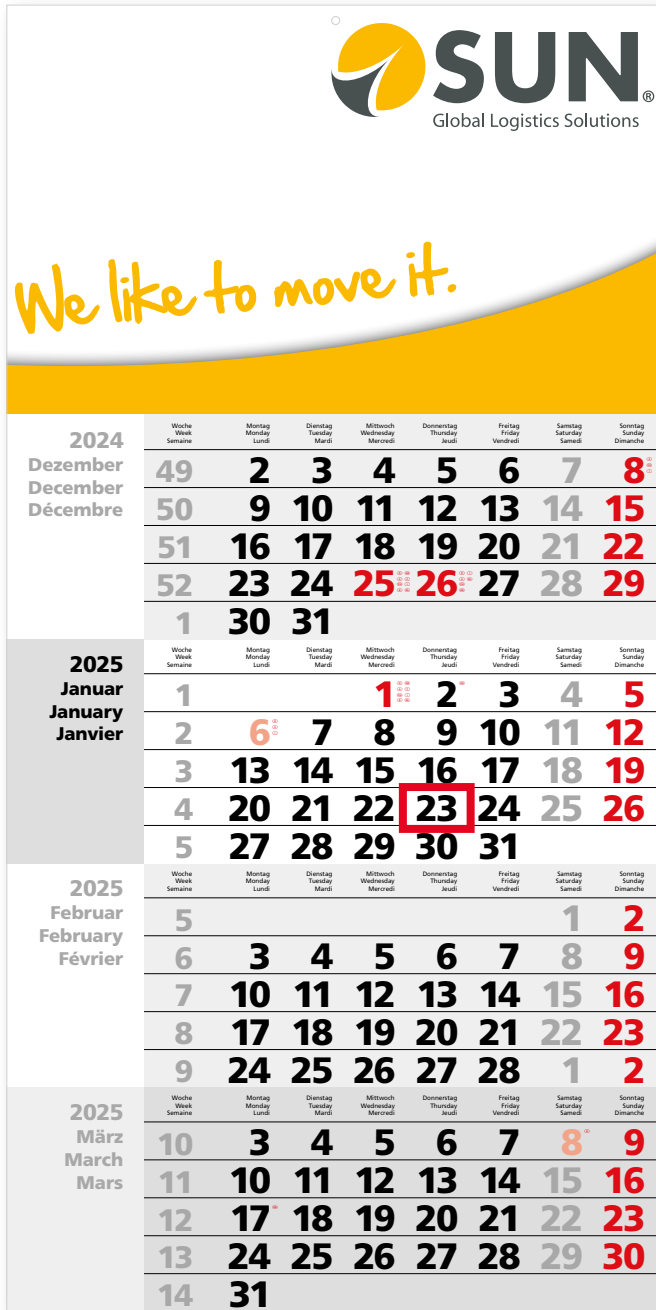 SUN®
Global Logistics Solutions
We like to move it.
2024
Dezember
December
Décembre
Woche Montag Dienstag Mittwoch Donnerstag Freitag Samstag Sonntag
Week Monday Tuesday Wednesday Thursday Friday Saturday Sunday
Semaine Lundi Mardi Mercredi Jeudi Vendredi Samedi Dimanche
49 2 3 4 5 6 7 8
50 9 10 11 12 13 14 15
51 16 17 18 19 20 21 22
52 23 24 25 26 27 28 29
1 30 31
2025
Januar
January
Janvier
Woche Montag Dienstag Mittwoch Donnerstag Freitag Samstag Sonntag
Week Monday Tuesday Wednesday Thursday Friday Saturday Sunday
Semaine Lundi Mardi Mercredi Jeudi Vendredi Samedi Dimanche
1 1 2 3 4 5
2 6 7 8 9 10 11 12
3 13 14 15 16 17 18 19
4 20 21 22 23 24 25 26
5 27 28 29 30 31
2025
Februar
February
Février
Woche Montag Dienstag Mittwoch Donnerstag Freitag Samstag Sonntag
Week Monday Tuesday Wednesday Thursday Friday Saturday Sunday
Semaine Lundi Mardi Mercredi Jeudi Vendredi Samedi Dimanche
5 1 2
6 3 4 5 6 7 8 9
7 10 11 12 13 14 15 16
8 17 18 19 20 21 22 23
9 24 25 26 27 28 1 2
2025
März
March
Mars
Woche Montag Dienstag Mittwoch Donnerstag Freitag Samstag Sonntag
Week Monday Tuesday Wednesday Thursday Friday Saturday Sunday
Semaine Lundi Mardi Mercredi Jeudi Vendredi Samedi Dimanche
10 3 4 5 6 7 8 9
11 10 11 12 13 14 15 16
12 17 18 19 20 21 22 23
13 24 25 26 27 28 29 30
14 31